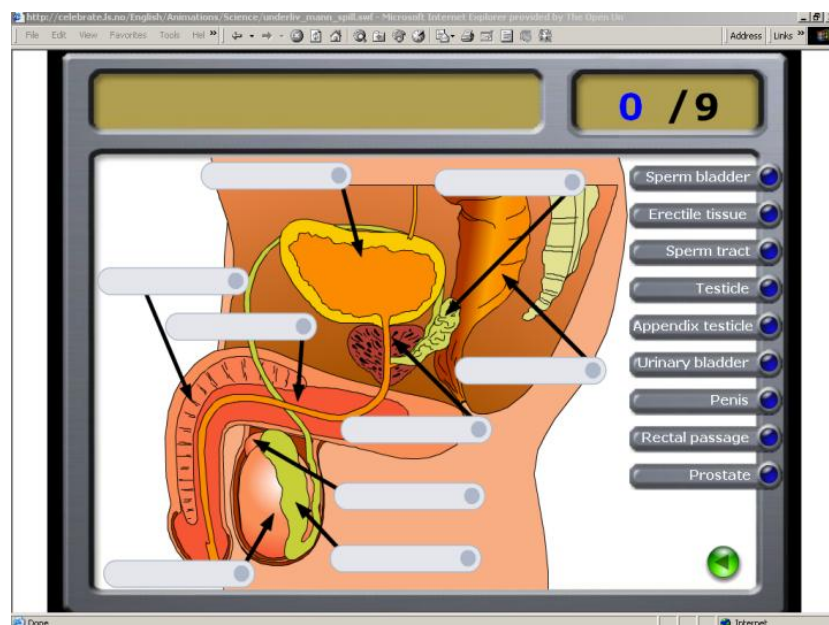 http://celebrate.ls.no/English/Animations/Science/underliv_mann_spill.swf - Microsoft Internet Explorer provided by The Open Un
File Edit View Favorites Tools Hel » Address Links »
0 /9
Sperm bladder
Erectile tissue
Sperm tract
Testicle
Appendix testicle
Urinary bladder
Penis
Rectal passage
Prostate
Done Internet